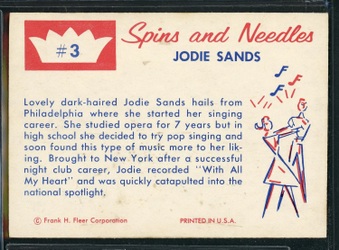 #3
Spins and Needles
JODIE SANDS
Lovely dark-haired Jodie Sands hails from
Philadelphia where she started her singing
career. She studied opera for 7 years but in
high school she decided to try pop singing and
soon found this type of music more to her lik-
ing. Brought to New York after a successful
night club career, Jodie recorded "With All
My Heart" and was quickly catapulted into the
national spotlight.
© Frank H. Fleer Corporation
PRINTED IN U.S.A.